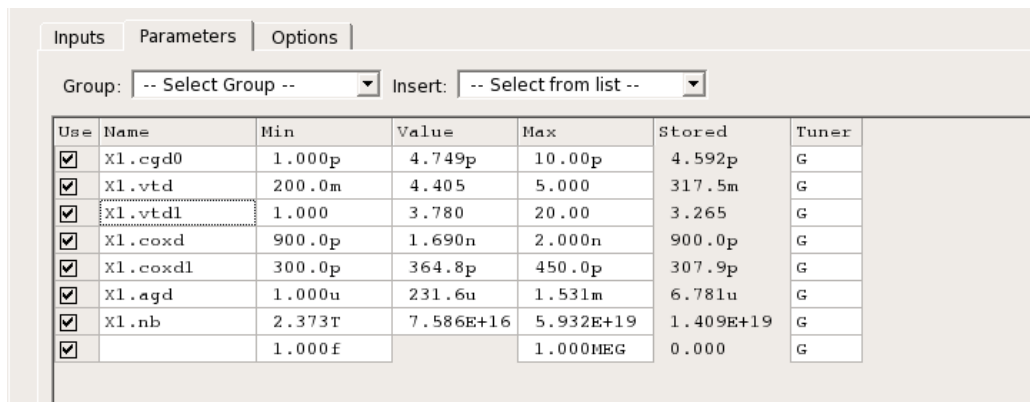 Inputs Parameters Options
Group: -- Select Group -- Insert: -- Select from list --
Use Name Min Value Max Stored Tuner
X1.cgd0 1.000p 4.749p 10.00p 4.592p G
X1.vtd 200.0m 4.405 5.000 317.5m G
X1.vtd1 1.000 3.780 20.00 3.265 G
X1.coxd 900.0p 1.690n 2.000n 900.0p G
X1.coxd1 300.0p 364.8p 450.0p 307.9p G
X1.agd 1.000u 231.6u 1.531m 6.781u G
X1.nb 2.373T 7.586E+16 5.932E+19 1.409E+19 G
1.000f 1.000MEG 0.000 G